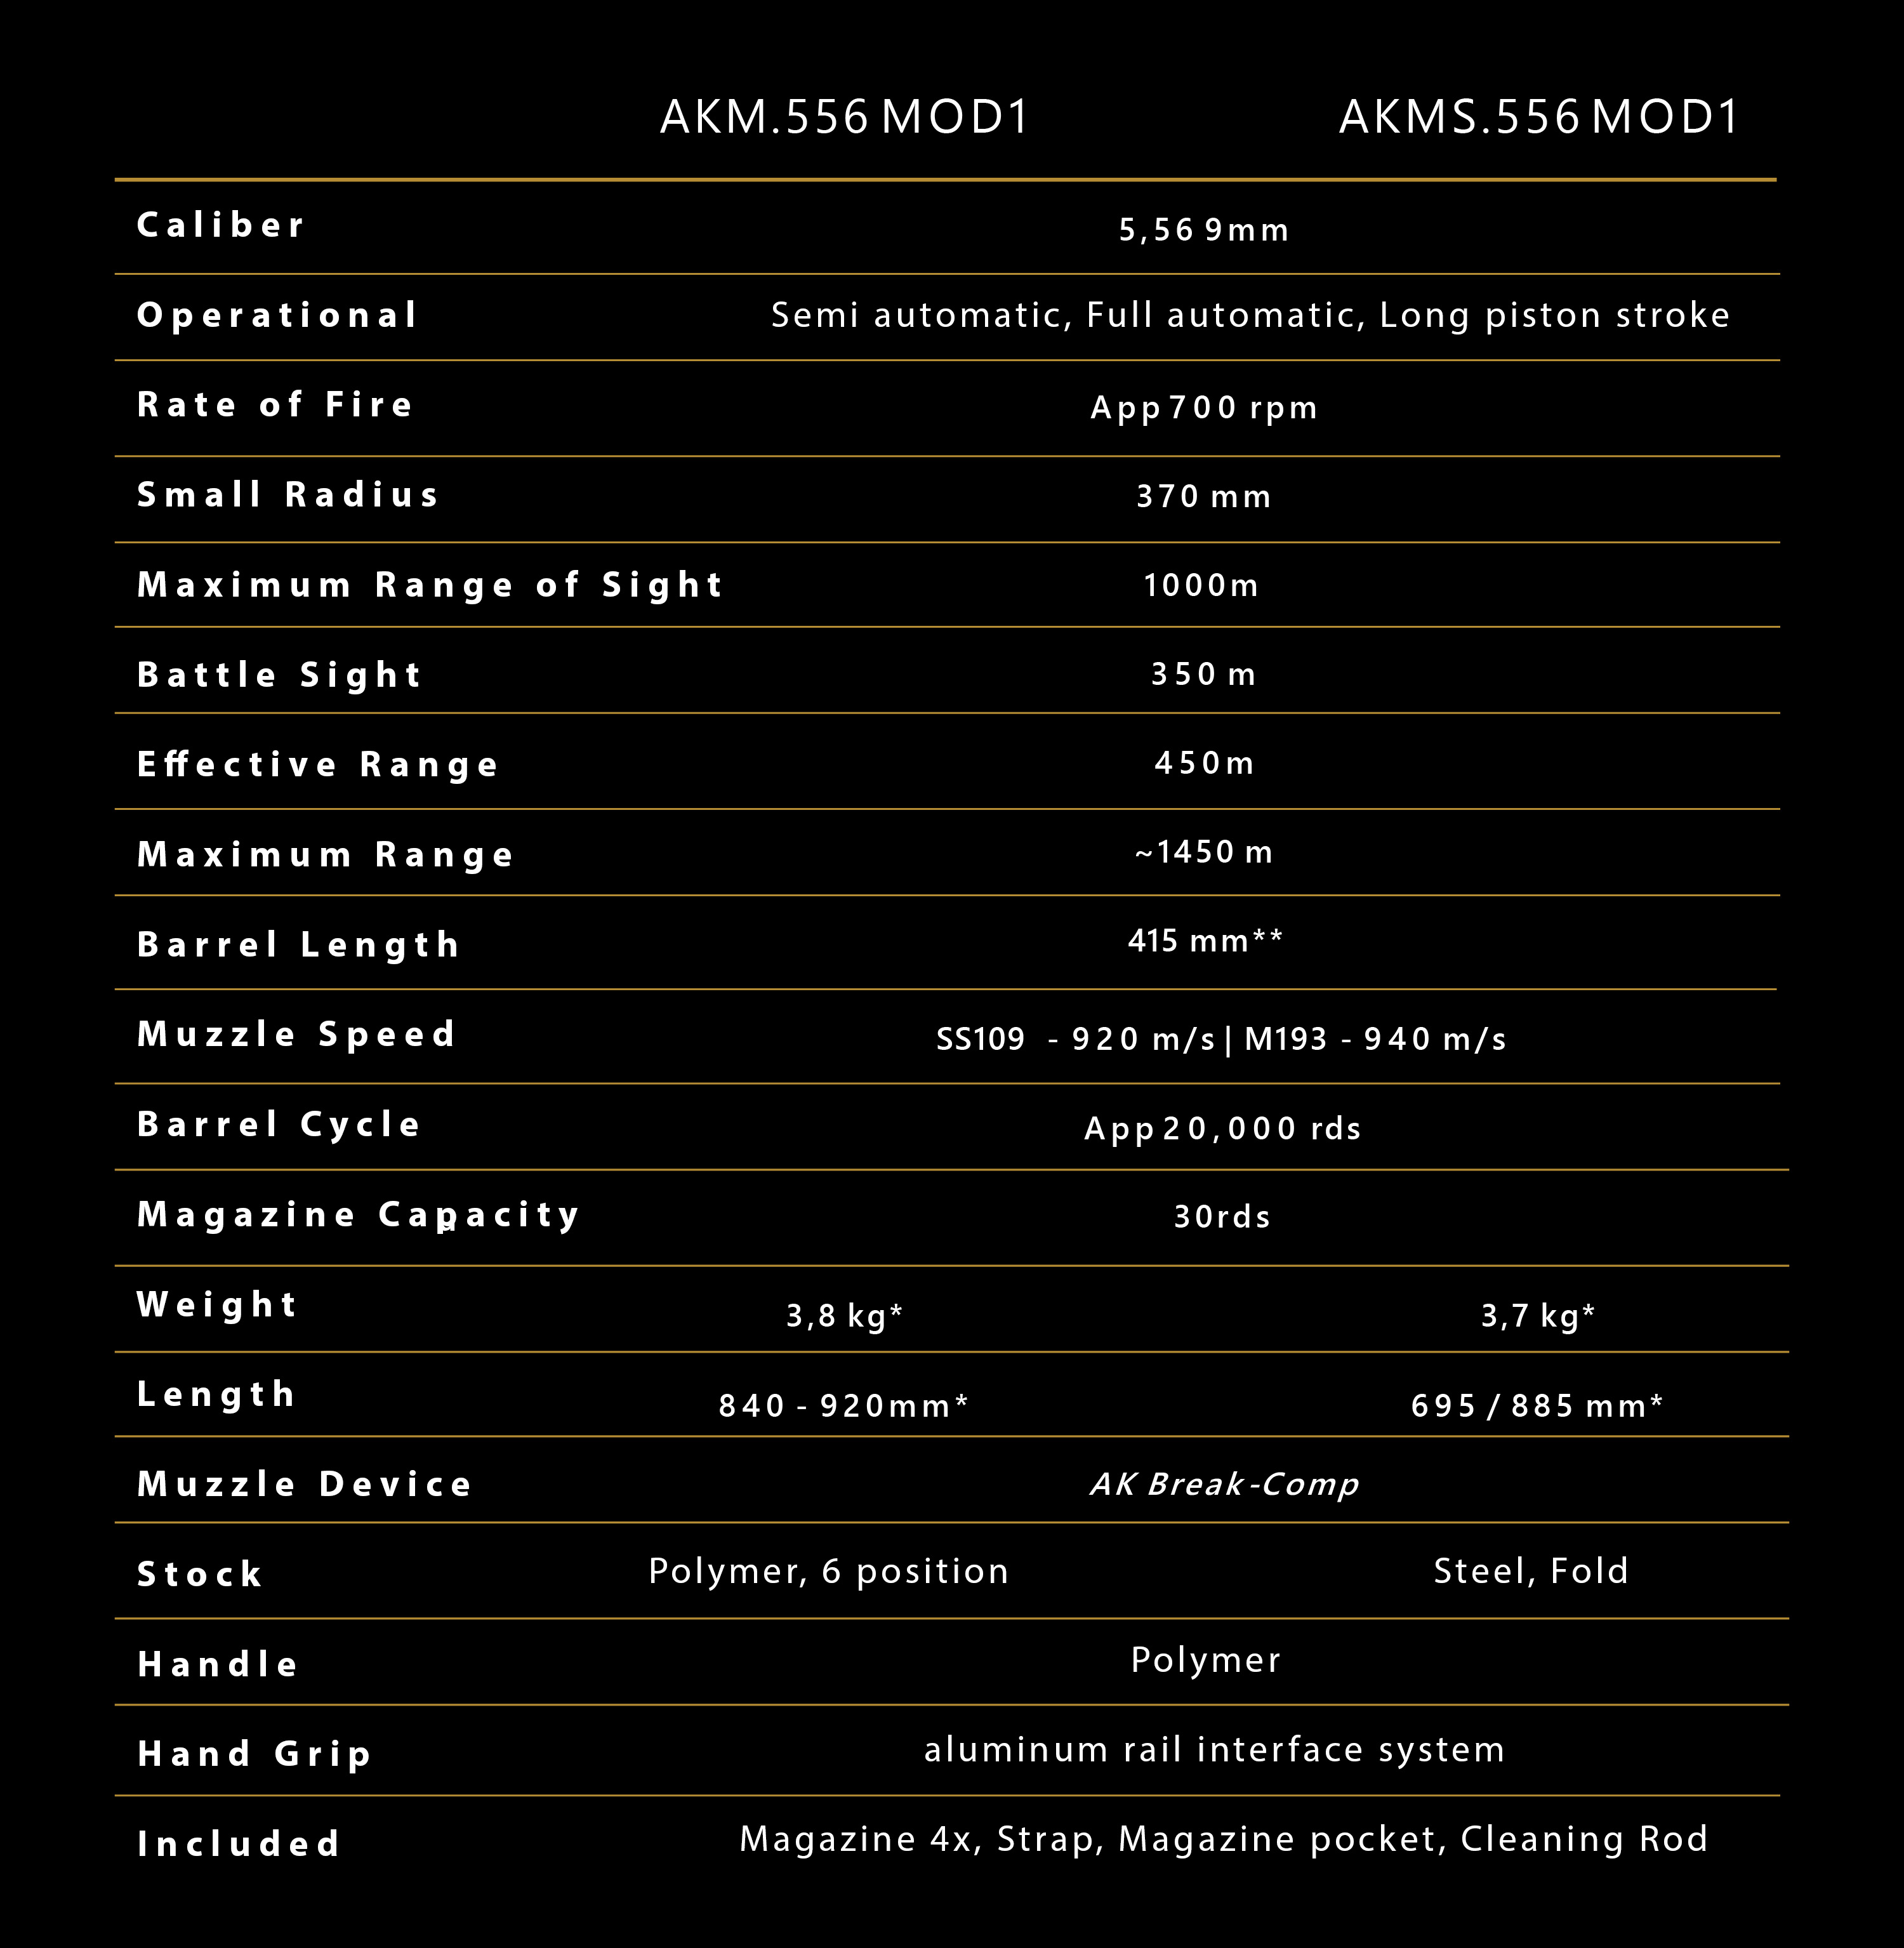 AKM.556 MOD1 AKMS.556 MOD1
Caliber 5,56 9mm
Operational Semi automatic, Full automatic, Long piston stroke
Rate of Fire App 700 rpm
Small Radius 370 mm
Maximum Range of Sight 1000m
Battle Sight 350 m
Effective Range 450m
Maximum Range ~1450 m
Barrel Length 415 mm**
Muzzle Speed SS109 - 920 m/s | M193 - 940 m/s
Barrel Cycle App 20,000 rds
Magazine Capacity 30rds
Weight 3,8 kg* 3,7 kg*
Length 840 - 920mm* 695 / 885 mm*
Muzzle Device AK Break-Comp
Stock Polymer, 6 position Steel, Fold
Handle Polymer
Hand Grip aluminum rail interface system
Included Magazine 4x, Strap, Magazine pocket, Cleaning Rod